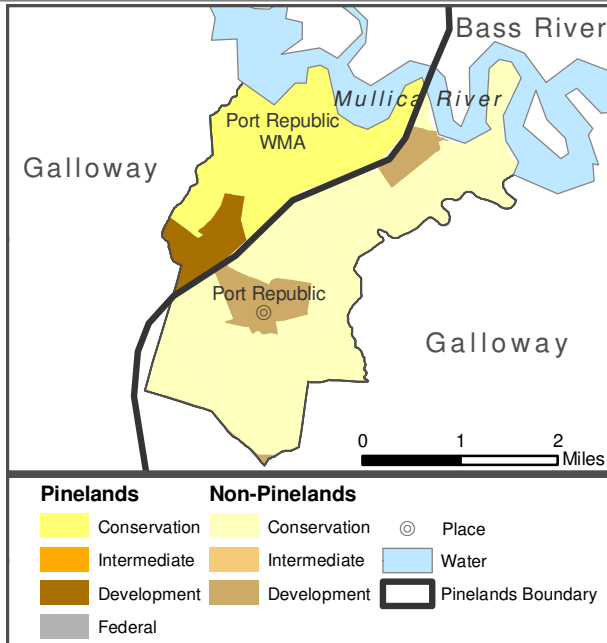 Bass River
Mullica River
Port Republic
WMA
Galloway
Port Republic
Galloway
0 1 2
Miles
Pinelands Non-Pinelands
Conservation Conservation Place
Intermediate Intermediate Water
Development Development Pinelands Boundary
Federal